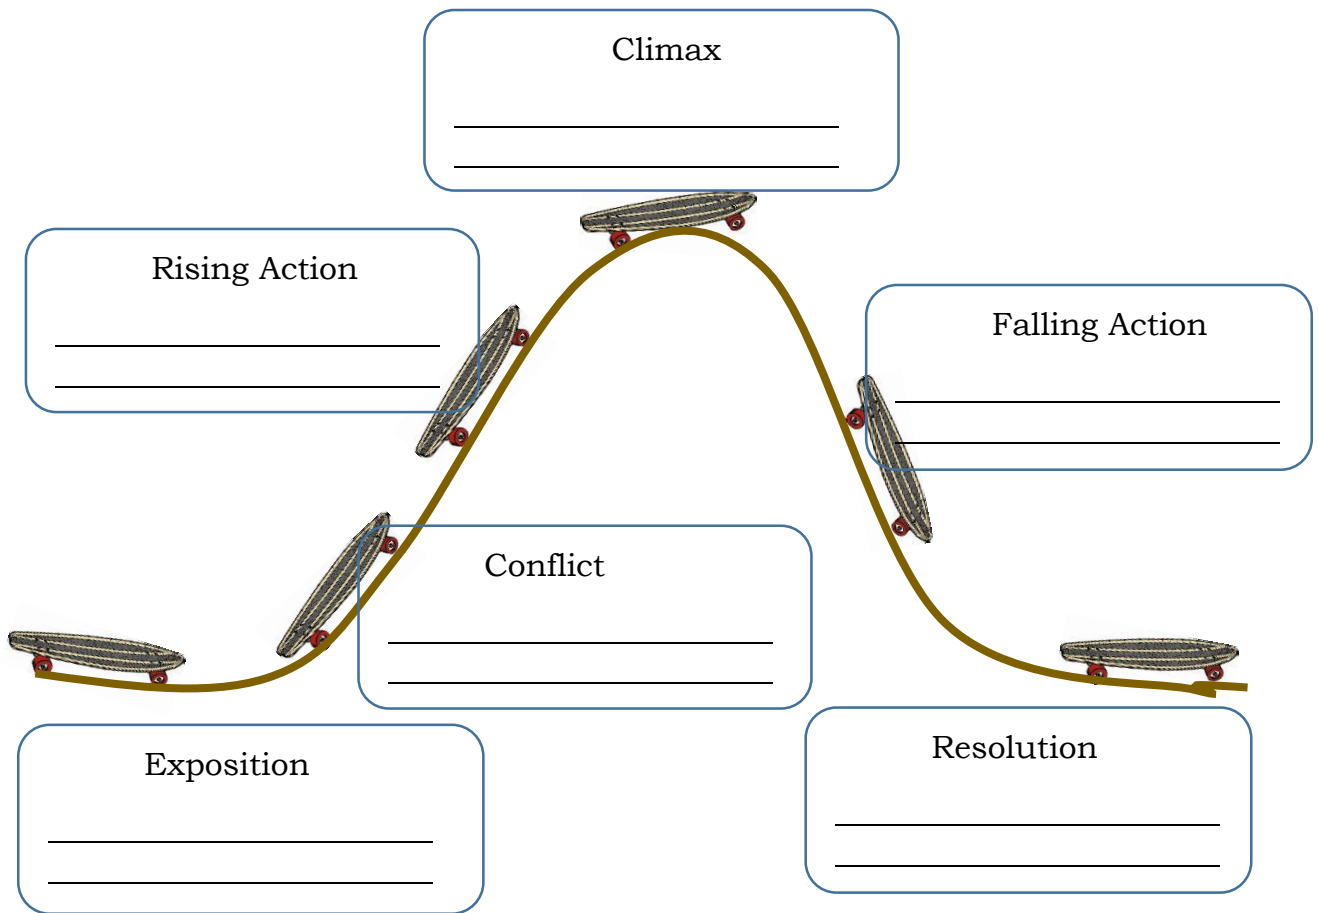 Climax
Rising Action
Falling Action
Conflict
Exposition
Resolution